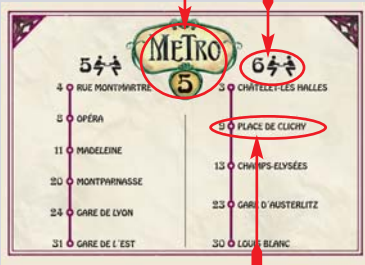 METRO
5
5
4 RUE MONTMARTRE
8 OPÉRA
11 MADELEINE
20 MONTPARNASSE
24 GARE DE LYON
31 GARE DE L'EST
6
3 CHÂTELET-LES HALLES
9 PLACE DE CLICHY
13 CHAMPS-ELYSÉES
23 GARE D'AUSTERLITZ
30 LOUIS BLANC